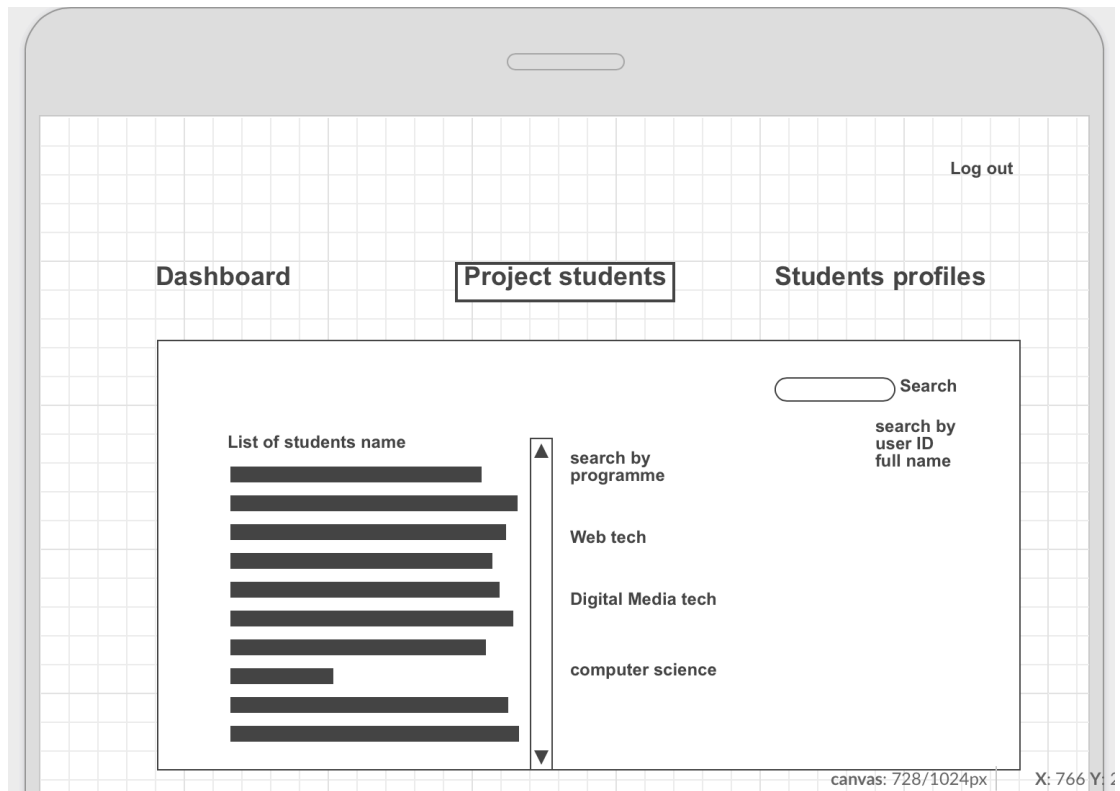 Log out
Dashboard
Project students
Students profiles
Search
search by
user ID
full name
List of students name
search by
programme
Web tech
Digital Media tech
computer science
canvas: 728/1024px
X: 766 Y: 2